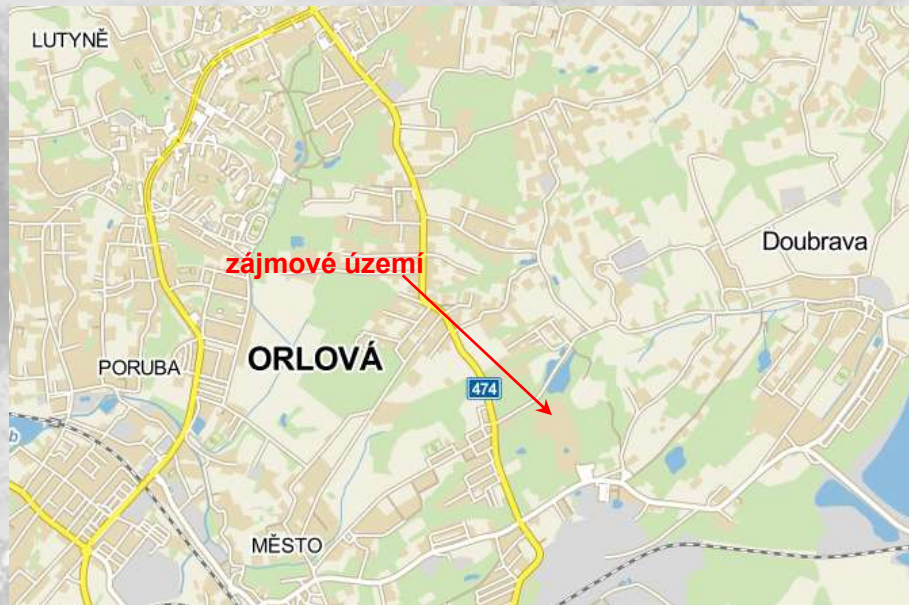 LUTYNĚ
Doubrava
zájmové území
PORUBA
ORLOVÁ
474
b
MĚSTO